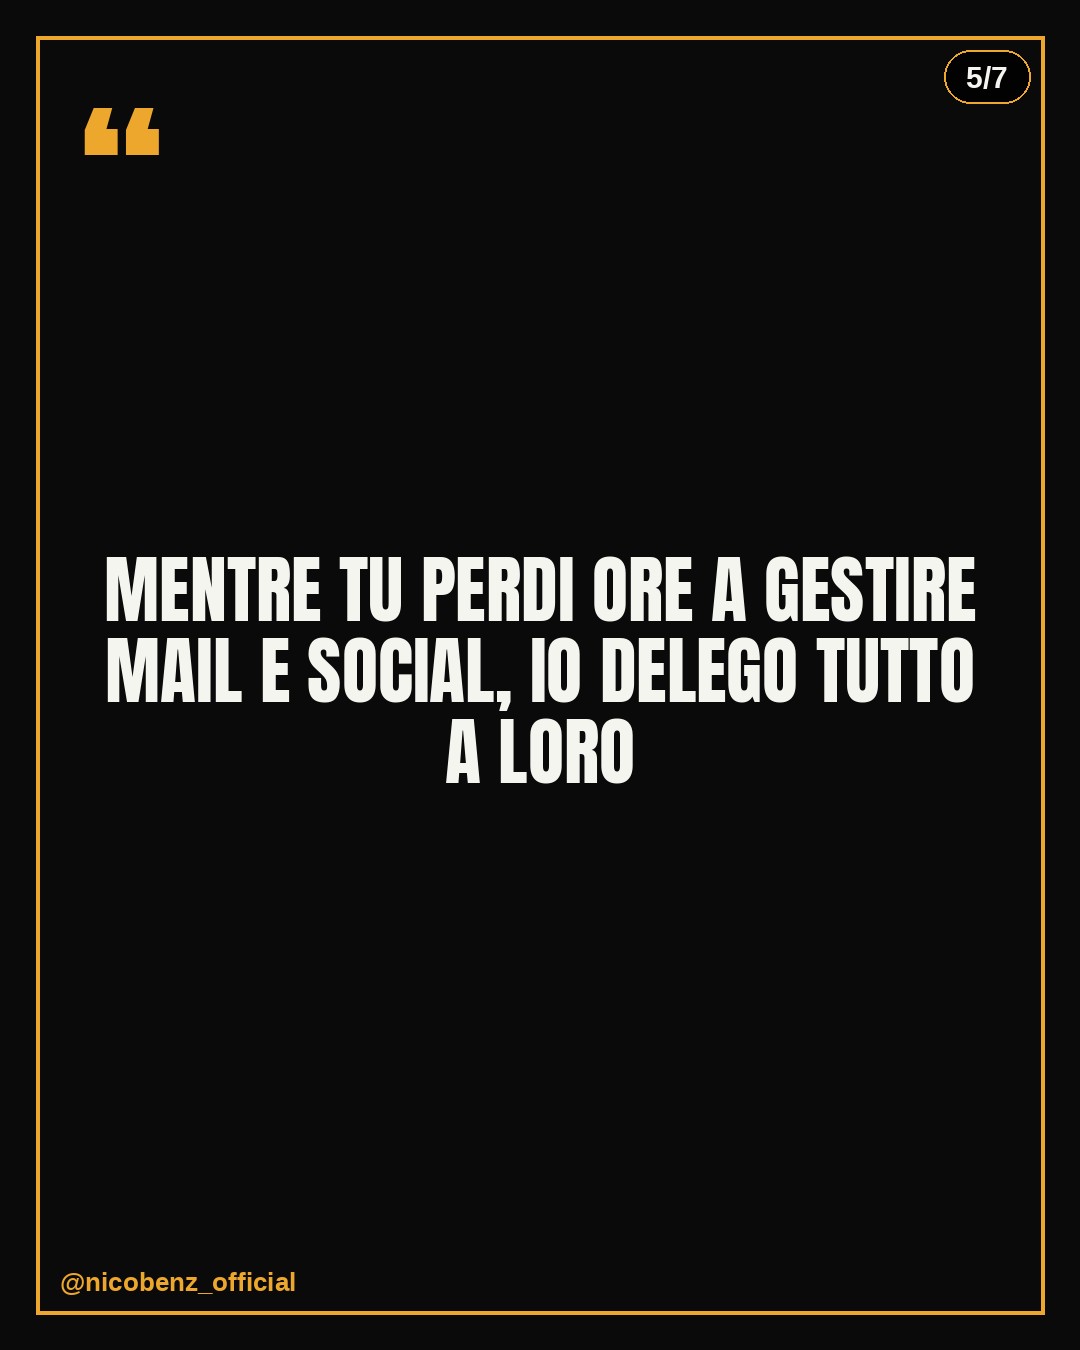 5/7
❝
MENTRE TU PERDI ORE A GESTIRE
MAIL E SOCIAL, IO DELEGO TUTTO
A LORO
@nicobenz_official